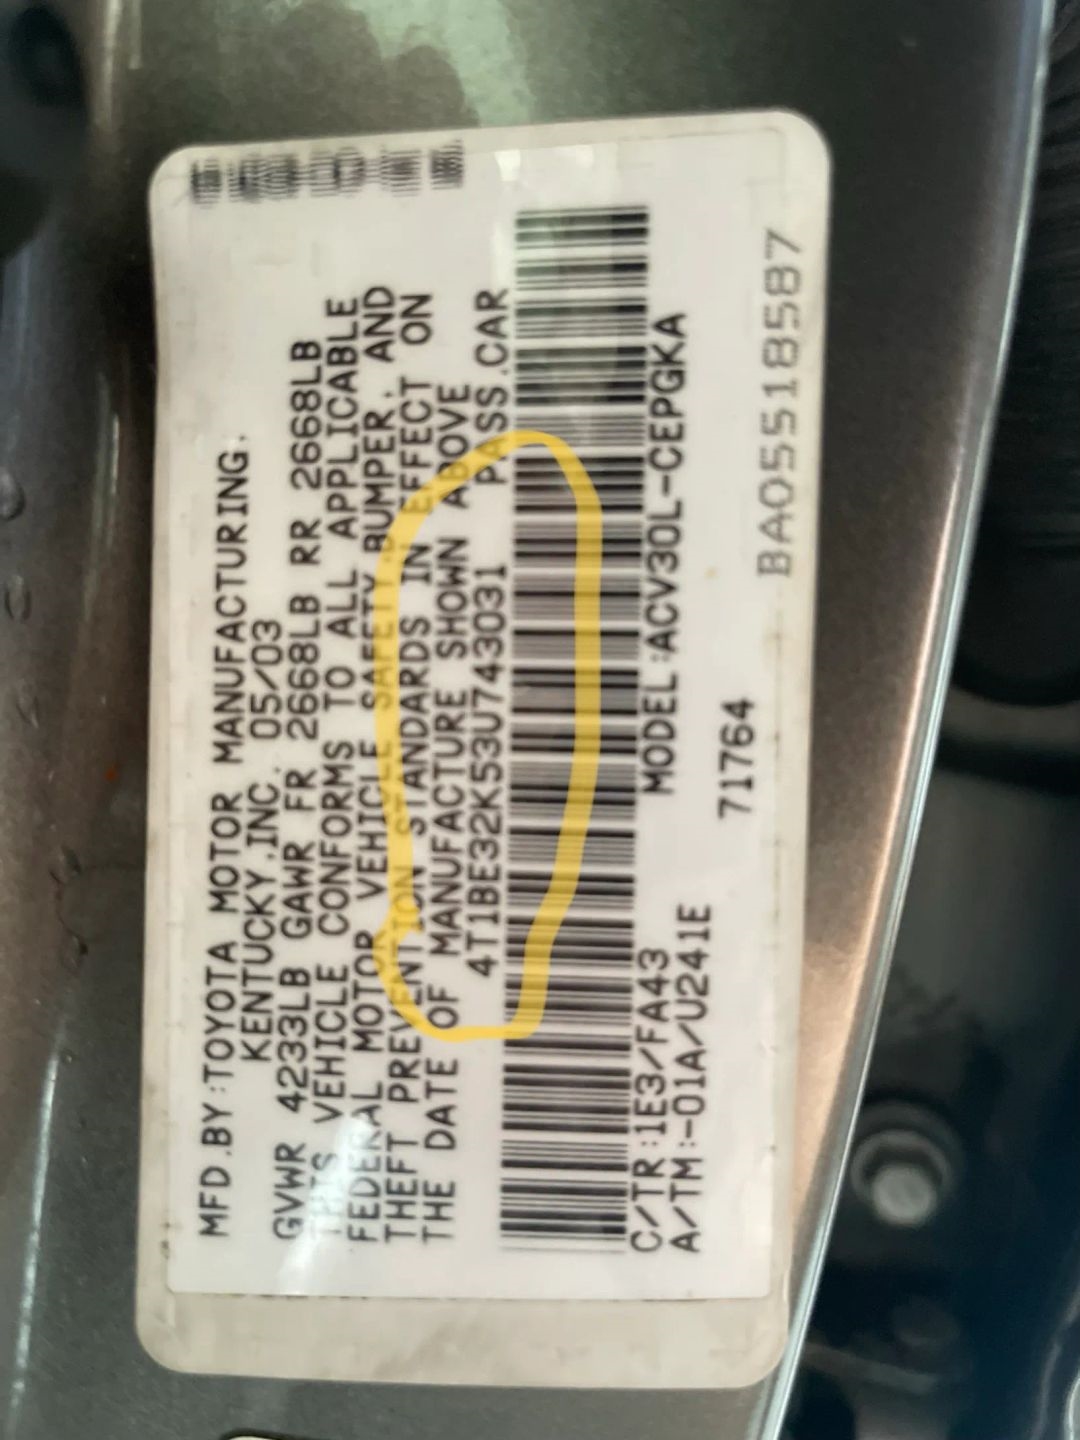 MFD.BY:TOYOTA MOTOR MANUFACTURING.
KENTUCKY,INC. 05/03
GVWR 4233LB GAWR FR 2668LB RR 2668LB
THIS VEHICLE CONFORMS TO ALL APPLICABLE
FEDERAL MOTOR VEHICLE SAFETY,BUMPER, AND
THEFT PREVENTION STANDARDS IN EFFECT ON
THE DATE OF MANUFACTURE SHOWN ABOVE
4T1BE32K53U743031 PASS.CAR
C/TR:1E3/FA43 MODEL:ACV30L-CEPGKA
A/TM:-01A/U241E 71764
BA05518587